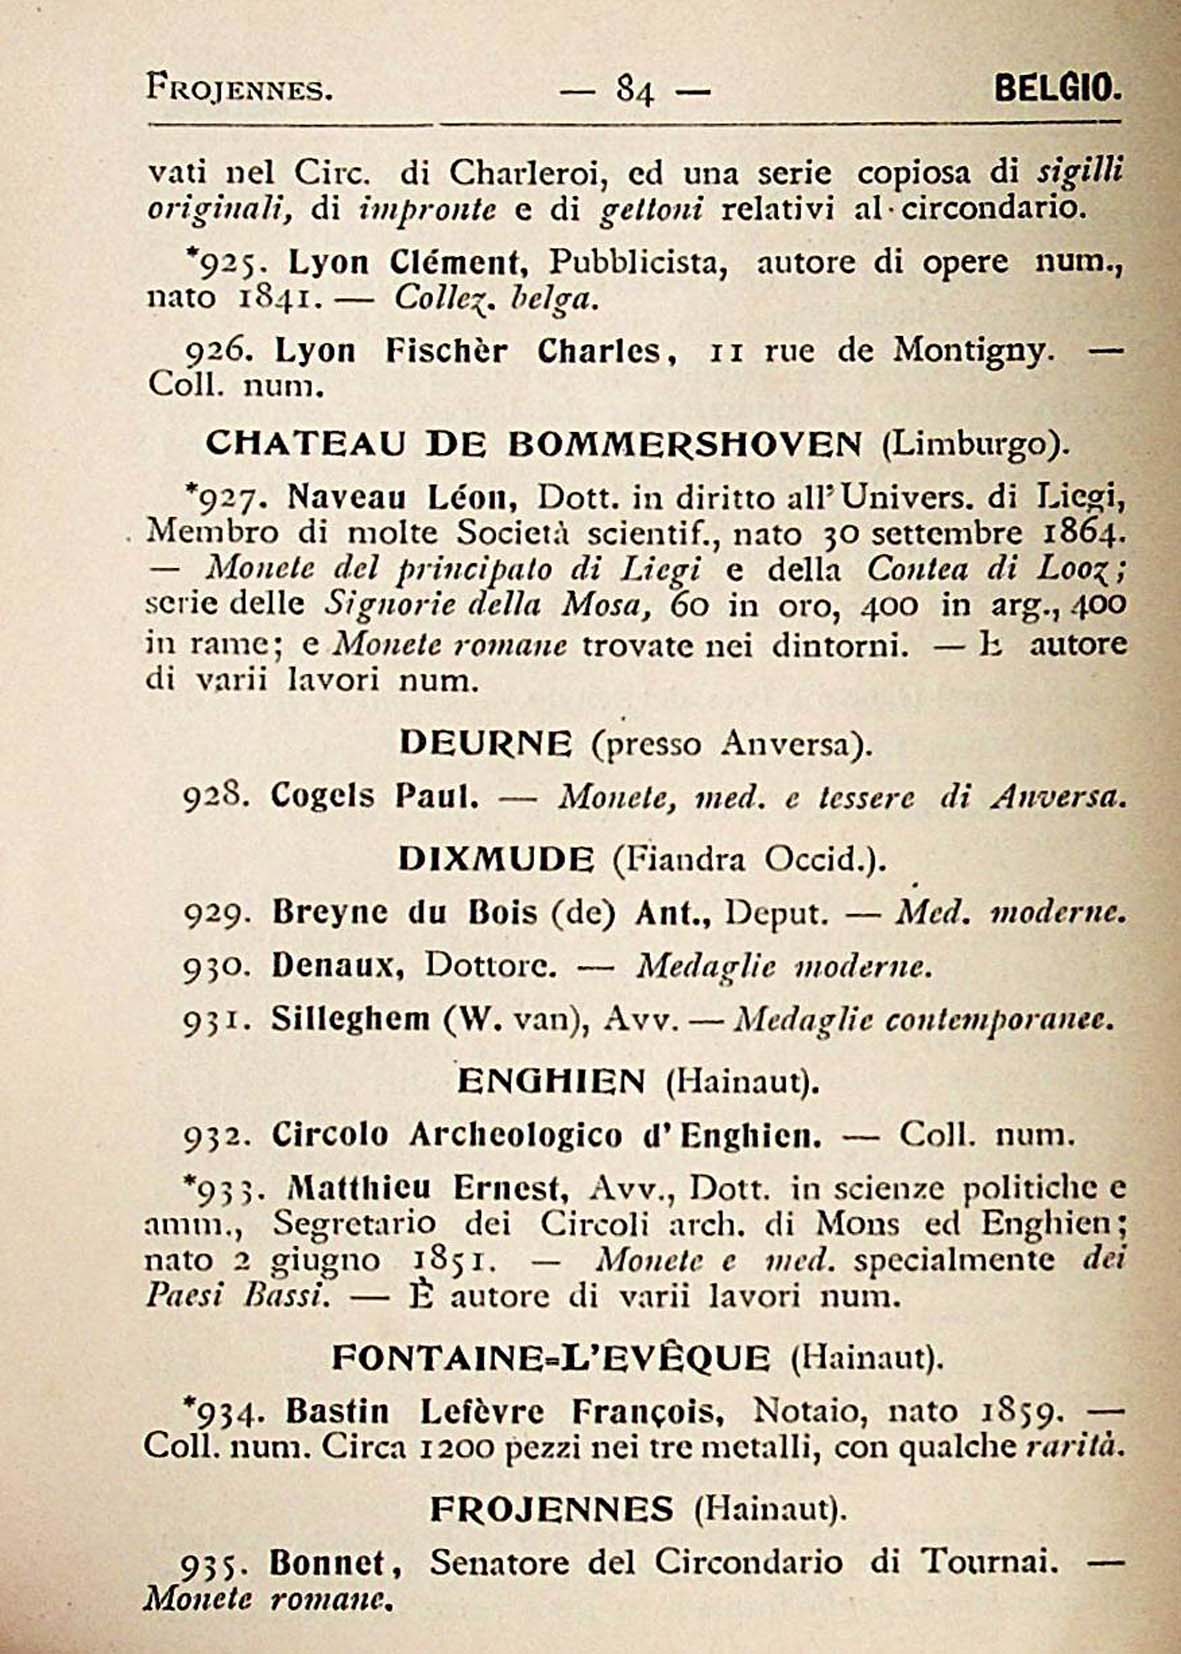 FROJENNES. — 84 — BELGIO.
vati nel Circ. di Charleroi, ed una serie copiosa di sigilli
originali, di impronte e di gettoni relativi al circondario.
*925. Lyon Clément, Pubblicista, autore di opere num.,
nato 1841. — Collez. belga.
926. Lyon Fischèr Charles, 11 rue de Montigny. —
Coll. num.
CHATEAU DE BOMMERSHOVEN (Limburgo).
*927. Naveau Léon, Dott. in diritto all' Univers. di Liegi,
Membro di molte Società scientif., nato 30 settembre 1864.
— Monete del principato di Liegi e della Contea di Looz;
serie delle Signorie della Mosa, 60 in oro, 400 in arg., 400
in rame; e Monete romane trovate nei dintorni. — È autore
di varii lavori num.
DEURNE (presso Anversa).
928. Cogels Paul. — Monete, med. e tessere di Anversa.
DIXMUDE (Fiandra Occid.).
929. Breyne du Bois (de) Ant., Deput. — Med. moderne.
930. Denaux, Dottore. — Medaglie moderne.
931. Silleghem (W. van), Avv. — Medaglie contemporanee.
ENGHIEN (Hainaut).
932. Circolo Archeologico d' Enghien. — Coll. num.
*933. Matthieu Ernest, Avv., Dott. in scienze politiche e
amm., Segretario dei Circoli arch. di Mons ed Enghien;
nato 2 giugno 1851. — Monete e med. specialmente dei
Paesi Bassi. — È autore di varii lavori num.
FONTAINE=L'EVÊQUE (Hainaut).
*934. Bastin Lefèvre François, Notaio, nato 1859. —
Coll. num. Circa 1200 pezzi nei tre metalli, con qualche rarità.
FROJENNES (Hainaut).
935. Bonnet, Senatore del Circondario di Tournai. —
Monete romane.